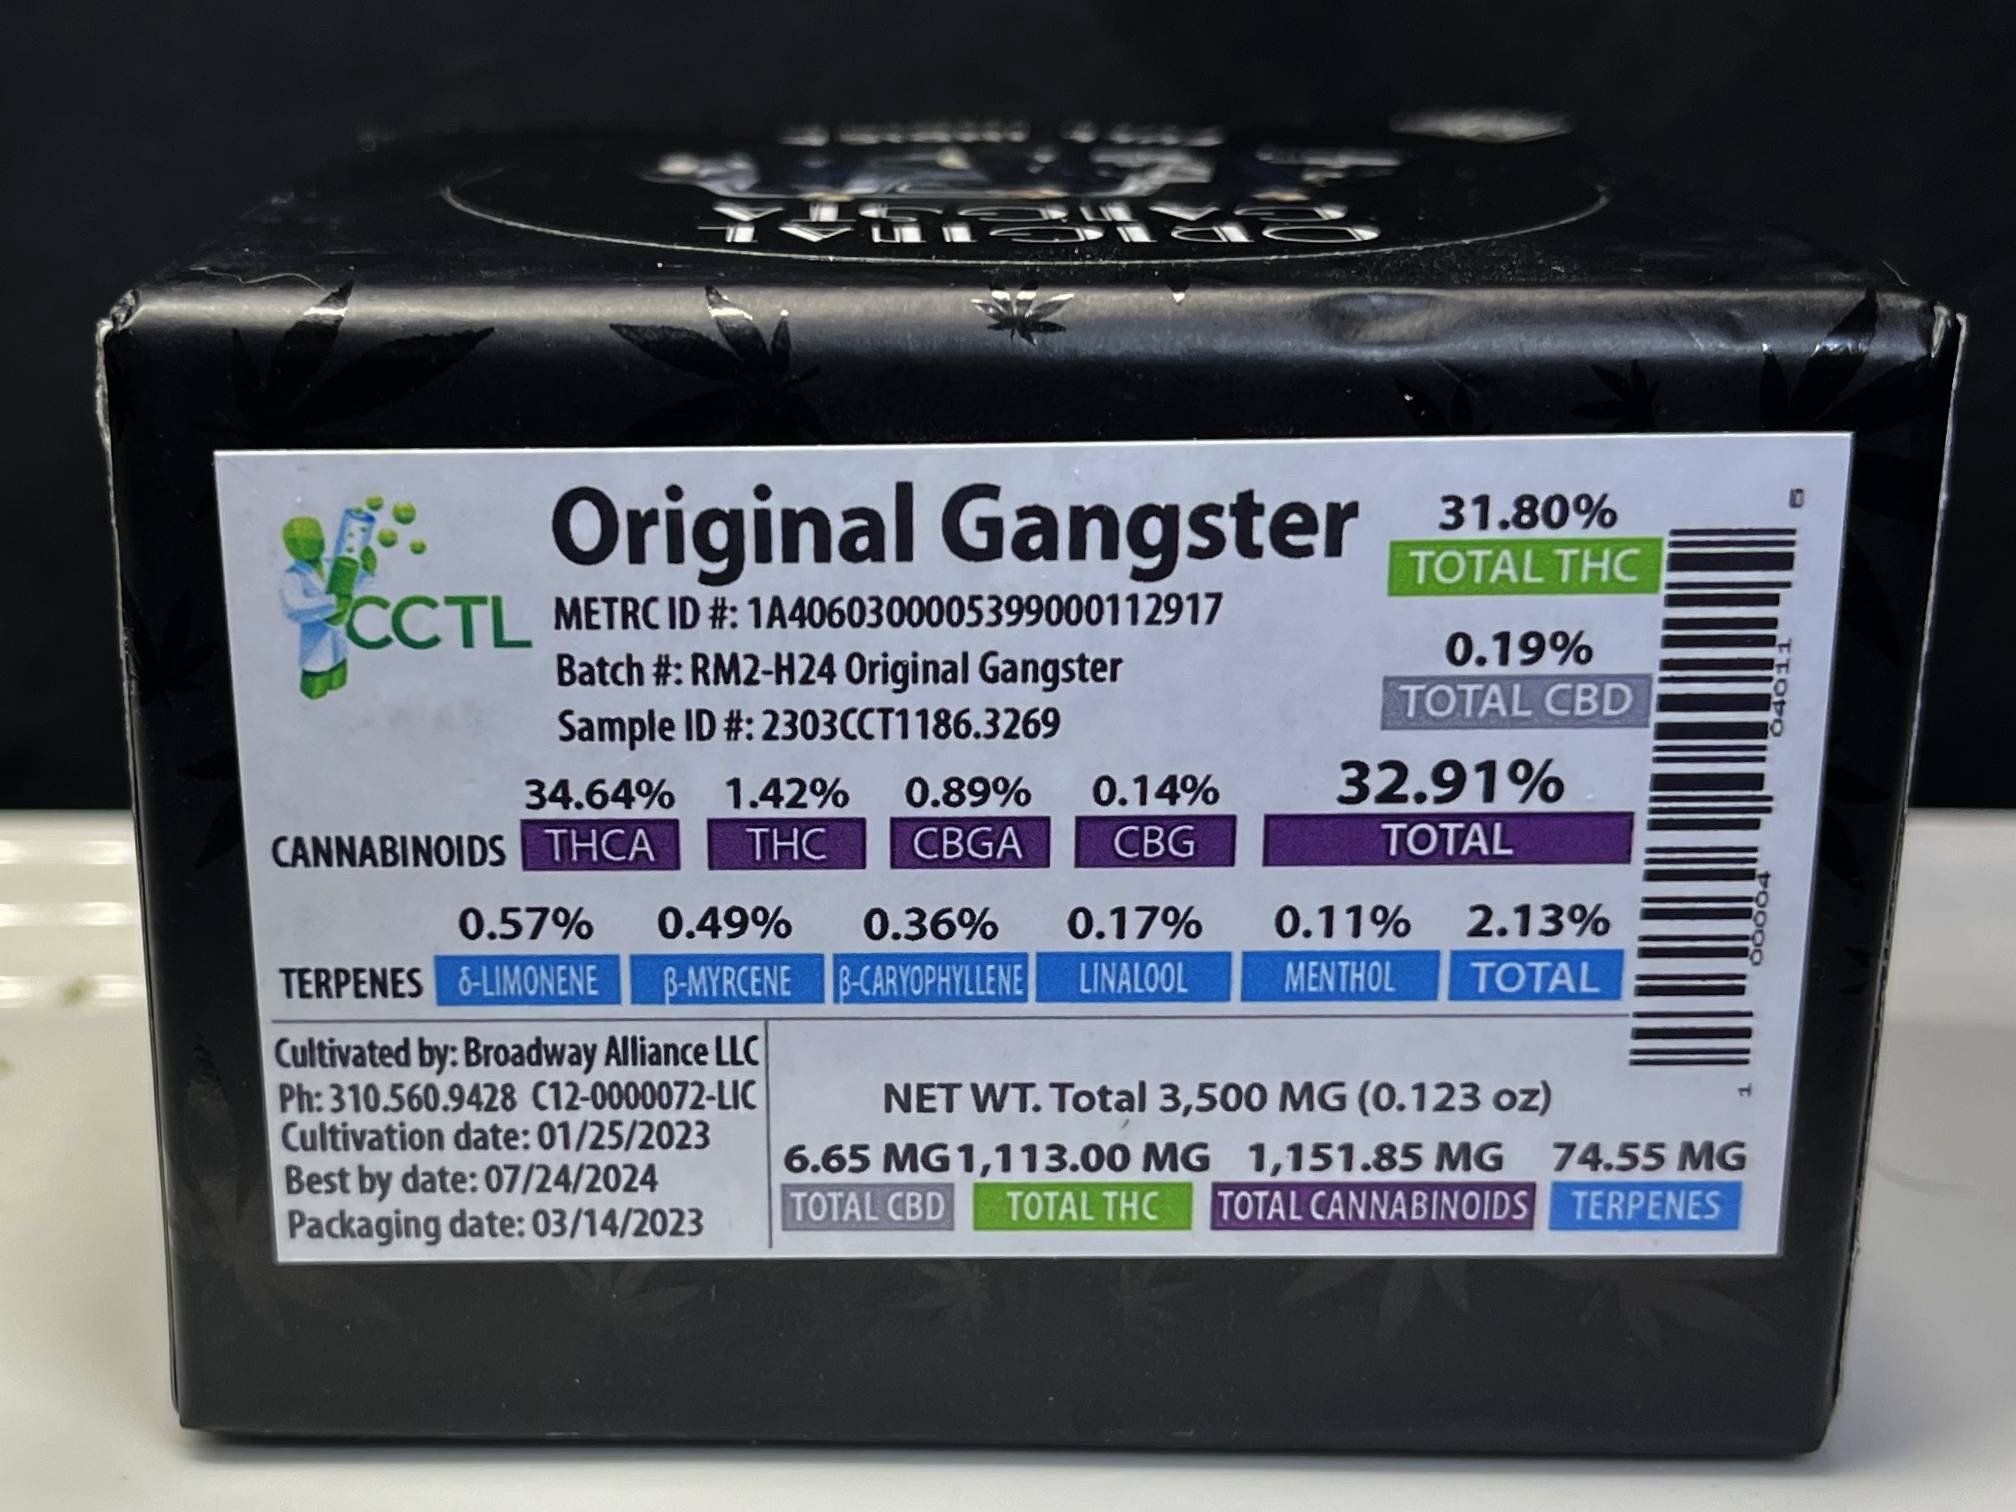 ORIGINAL
GANGSTA
CCTL
Original Gangster
METRC ID #: 1A4060300005399000112917
Batch #: RM2-H24 Original Gangster
Sample ID #: 2303CCT1186.3269
31.80%
TOTAL THC
0.19%
TOTAL CBD
34.64% 1.42% 0.89% 0.14% 32.91%
CANNABINOIDS THCA THC CBGA CBG TOTAL
0.57% 0.49% 0.36% 0.17% 0.11% 2.13%
TERPENES δ-LIMONENE β-MYRCENE β-CARYOPHYLLENE LINALOOL MENTHOL TOTAL
Cultivated by: Broadway Alliance LLC
Ph: 310.560.9428 C12-0000072-LIC
Cultivation date: 01/25/2023
Best by date: 07/24/2024
Packaging date: 03/14/2023
NET WT. Total 3,500 MG (0.123 oz)
6.65 MG 1,113.00 MG 1,151.85 MG 74.55 MG
TOTAL CBD TOTAL THC TOTAL CANNABINOIDS TERPENES
1 00004 04011 5